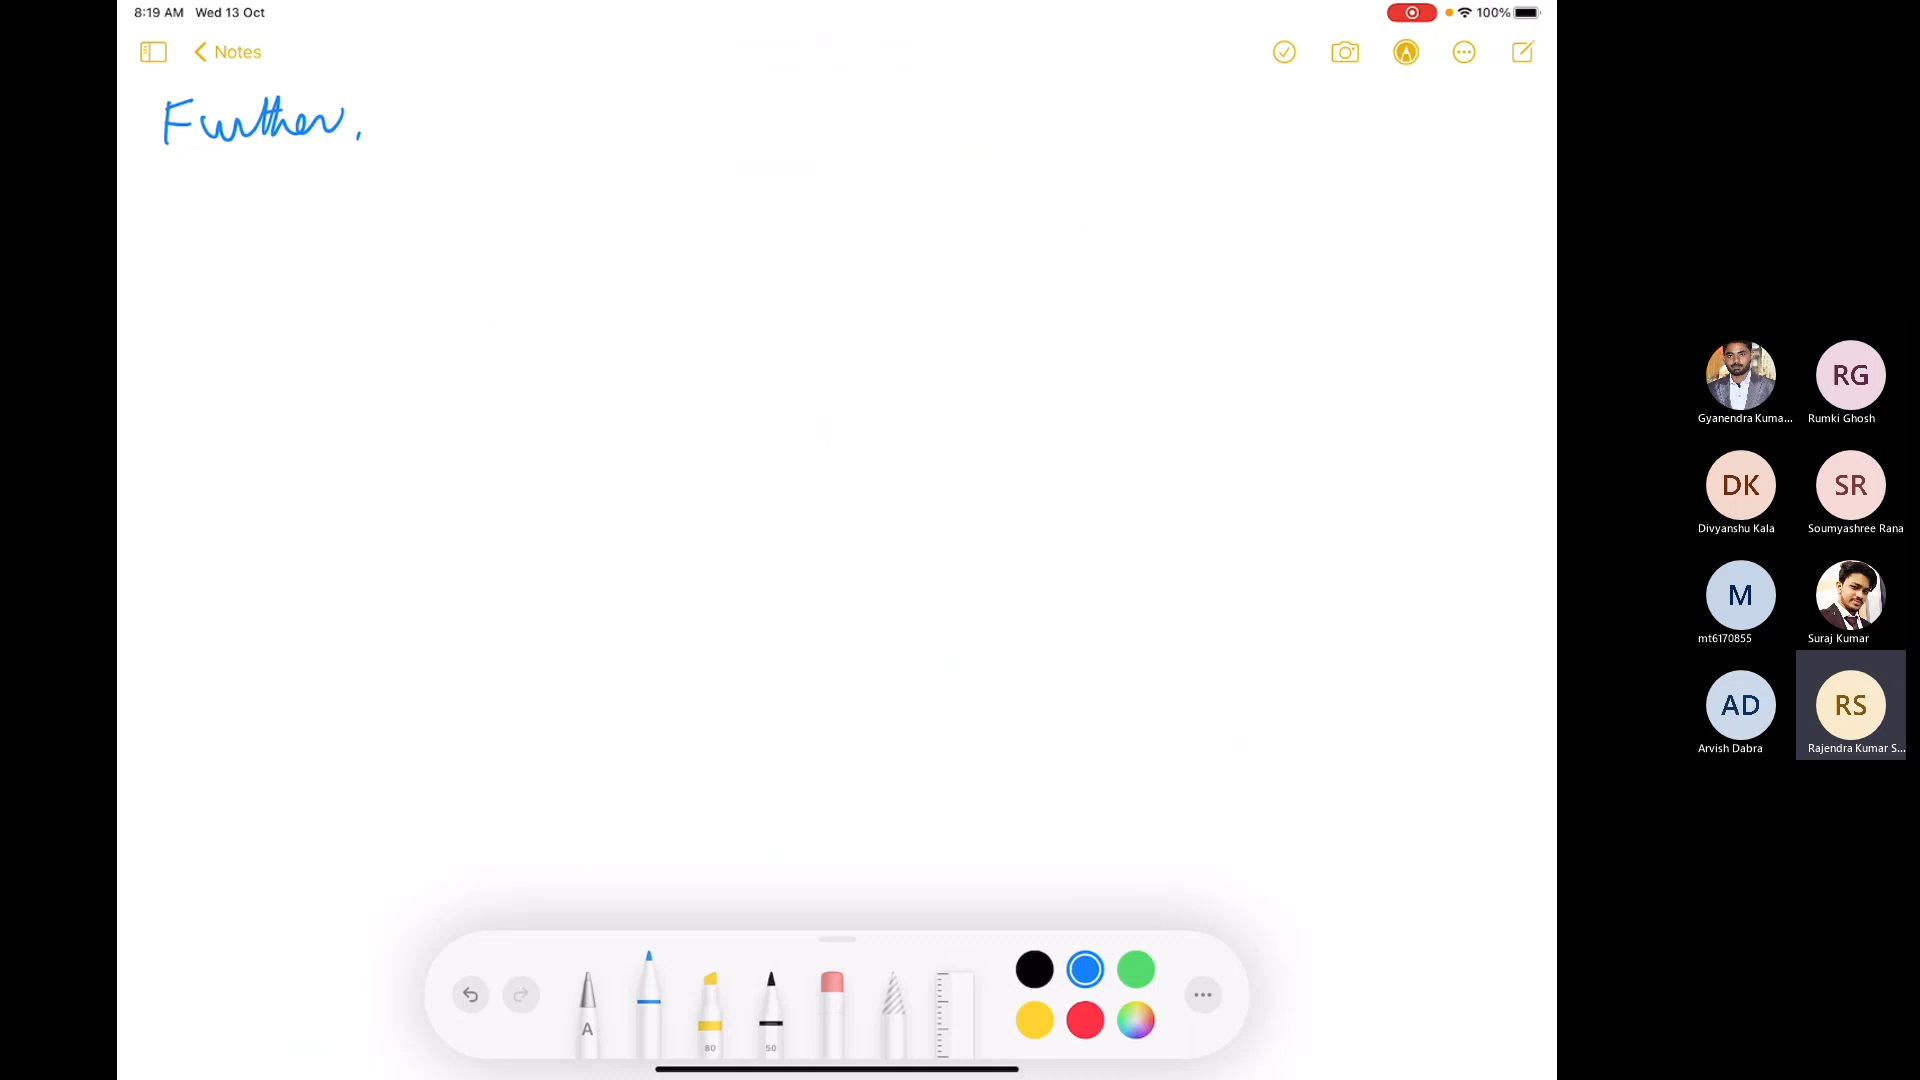 8:19 AM Wed 13 Oct
100%
Notes
Further,
RG
Gyanendra Kuma... Rumki Ghosh
DK SR
Divyanshu Kala Soumyashree Rana
M
mt6170855 Suraj Kumar
AD RS
Arvish Dabra Rajendra Kumar S...
A
80 50